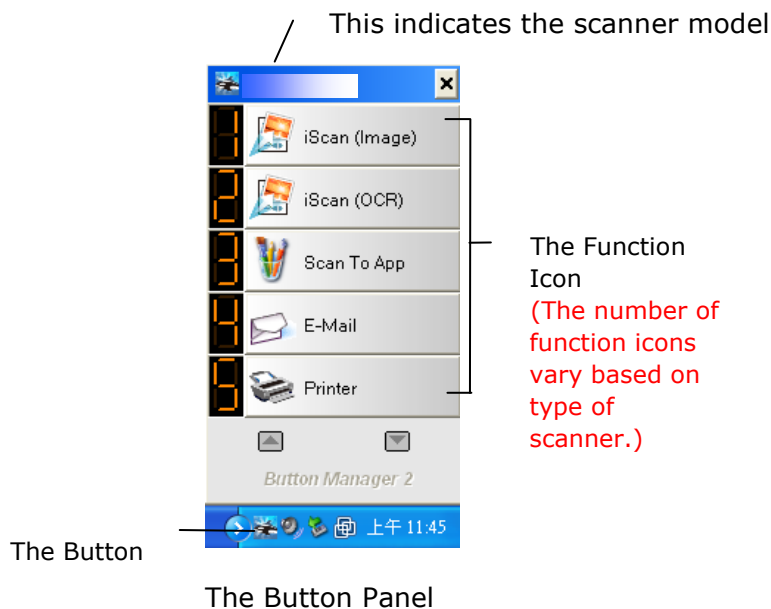 This indicates the scanner model
1 iScan (Image)
2 iScan (OCR)
3 Scan To App
4 E-Mail
5 Printer
The Function
Icon
(The number of
function icons
vary based on
type of
scanner.)
Button Manager 2
上午 11:45
The Button
The Button Panel